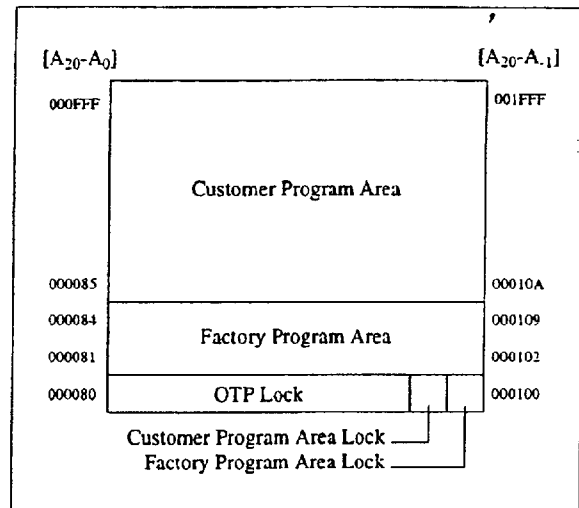 [A20-A0] [A20-A-1]
000FFF 001FFF
Customer Program Area
000085 00010A
000084 000109
Factory Program Area
000081 000102
000080 OTP Lock 000100
Customer Program Area Lock
Factory Program Area Lock